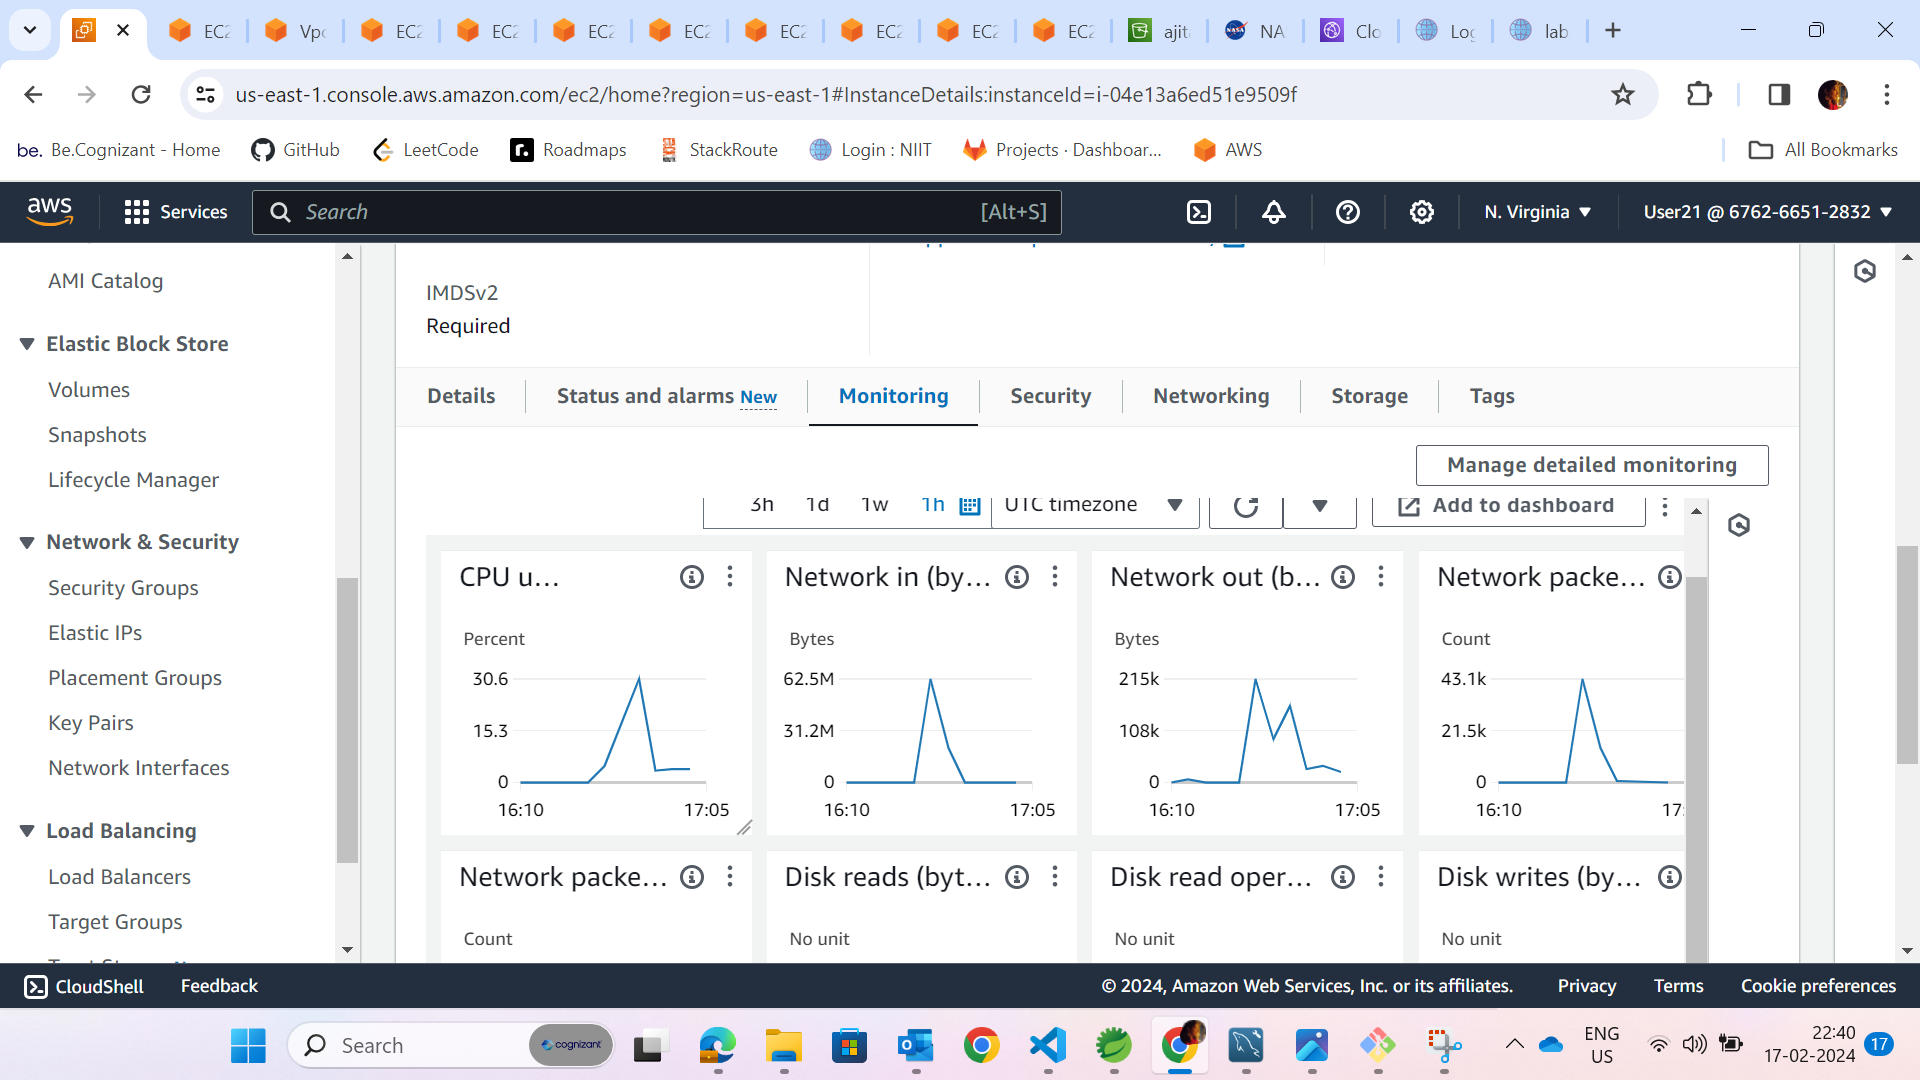 EC2
Vpc
EC2
EC2
EC2
EC2
EC2
EC2
EC2
EC2
ajit
NA
Clo
Log
lab
us-east-1.console.aws.amazon.com/ec2/home?region=us-east-1#InstanceDetails:instanceId=i-04e13a6ed51e9509f
be. Be.Cognizant - Home
GitHub
LeetCode
Roadmaps
StackRoute
Login : NIIT
Projects · Dashboar...
AWS
All Bookmarks
aws
Services
Search
[Alt+S]
N. Virginia
User21 @ 6762-6651-2832
AMI Catalog
Elastic Block Store
Volumes
Snapshots
Lifecycle Manager
Network & Security
Security Groups
Elastic IPs
Placement Groups
Key Pairs
Network Interfaces
Load Balancing
Load Balancers
Target Groups
IMDSv2
Required
Details
Status and alarms New
Monitoring
Security
Networking
Storage
Tags
Manage detailed monitoring
3h 1d 1w 1h
UTC timezone
Add to dashboard
CPU u...
Percent
30.6
15.3
0
16:10 17:05
Network in (by...
Bytes
62.5M
31.2M
0
16:10 17:05
Network out (b...
Bytes
215k
108k
0
16:10 17:05
Network packe...
Count
43.1k
21.5k
0
16:10 17:
Network packe...
Count
Disk reads (byt...
No unit
Disk read oper...
No unit
Disk writes (by...
No unit
CloudShell
Feedback
© 2024, Amazon Web Services, Inc. or its affiliates.
Privacy
Terms
Cookie preferences
Search
cognizant
ENG
US
22:40
17-02-2024
17